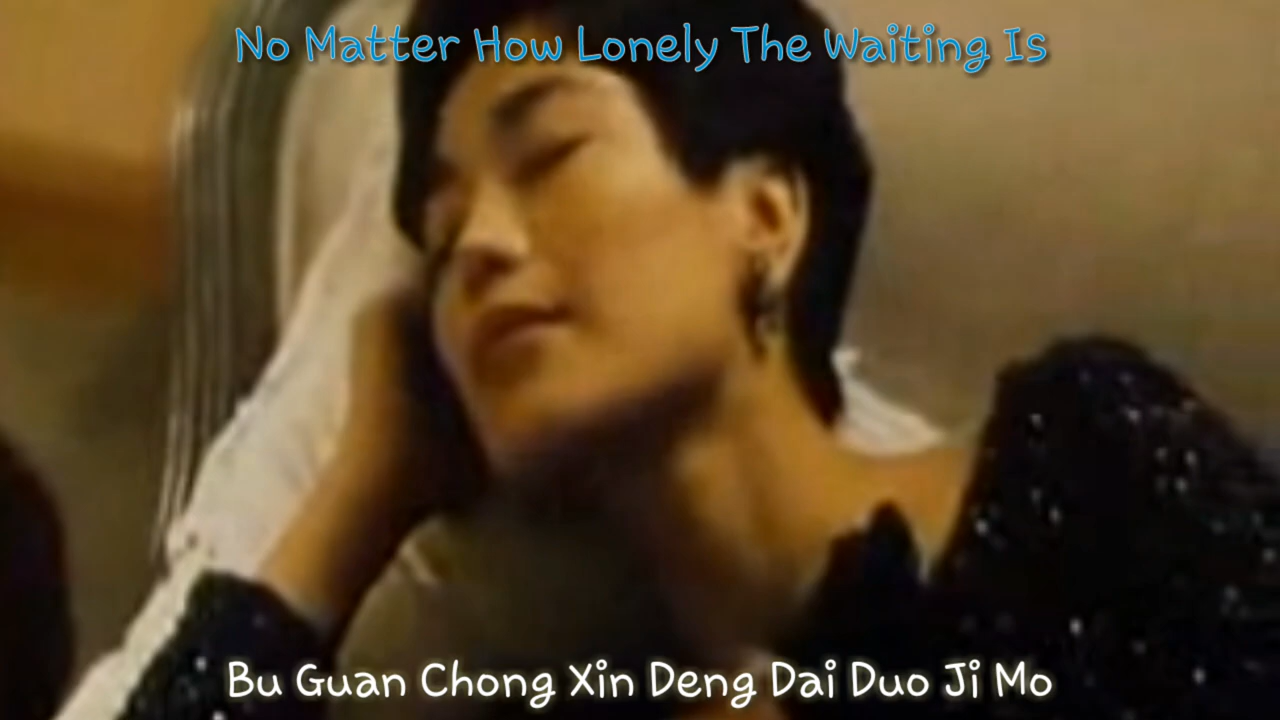 No Matter How Lonely The Waiting Is
Bu Guan Chong Xin Deng Dai Duo Ji Mo